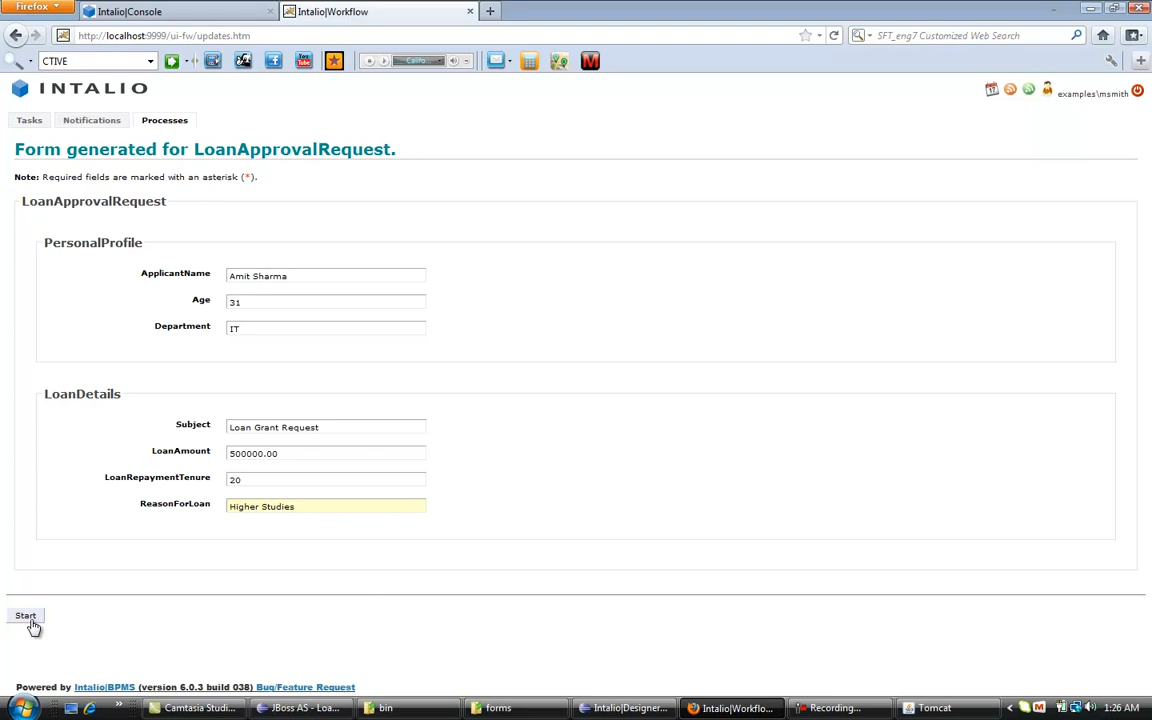 Firefox
Intalio|Console
Intalio|Workflow
http://localhost:9999/ui-fw/updates.htm
SFT_eng7 Customized Web Search
CTIVE
You
Tube
Califo
M
INTALIO
examples\msmith
Tasks
Notifications
Processes
Form generated for LoanApprovalRequest.
Note: Required fields are marked with an asterisk (*).
LoanApprovalRequest
PersonalProfile
ApplicantName
Amit Sharma
Age
31
Department
IT
LoanDetails
Subject
Loan Grant Request
LoanAmount
500000.00
LoanRepaymentTenure
20
ReasonForLoan
Higher Studies
Start
Powered by Intalio|BPMS (version 6.0.3 build 038) Bug/Feature Request
Camtasia Studi...
JBoss AS - Loa...
bin
forms
Intalio|Designer...
Intalio|Workflo...
Recording...
Tomcat
1:26 AM